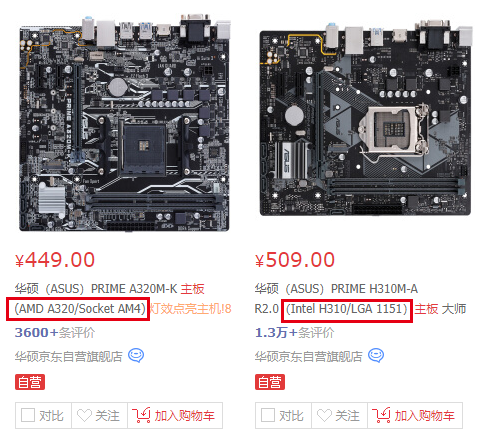 PRIME A320M-K
/SUS
¥449.00
华硕（ASUS）PRIME A320M-K 主板
(AMD A320/Socket AM4) 灯效点亮主机!8
3600+条评价
华硕京东自营旗舰店
自营
对比
关注
加入购物车
¥509.00
华硕（ASUS）PRIME H310M-A
R2.0 (Intel H310/LGA 1151) 主板 大师
1.3万+条评价
华硕京东自营旗舰店
自营
对比
关注
加入购物车